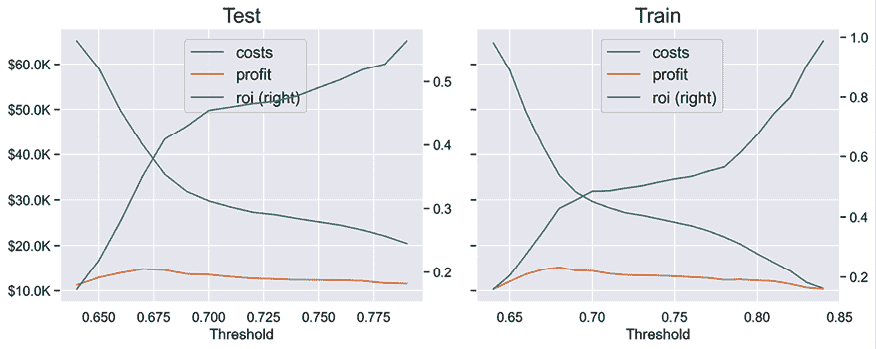 Test
Train
costs
profit
roi (right)
costs
profit
roi (right)
$60.0K
$50.0K
$40.0K
$30.0K
$20.0K
$10.0K
0.5
0.4
0.3
0.2
1.0
0.8
0.6
0.4
0.2
0.650 0.675 0.700 0.725 0.750 0.775
0.65 0.70 0.75 0.80 0.85
Threshold
Threshold